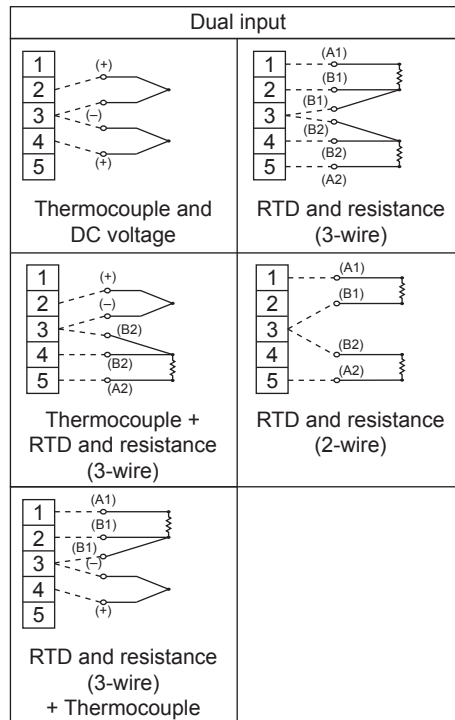 Dual input
1
2
3
4
5
(+)
(–)
(+)
Thermocouple and
DC voltage
1
2
3
4
5
(A1)
(B1)
(B1)
(B2)
(B2)
(A2)
RTD and resistance
(3-wire)
1
2
3
4
5
(+)
(–)
(B2)
(B2)
(A2)
Thermocouple +
RTD and resistance
(3-wire)
1
2
3
4
5
(A1)
(B1)
(B2)
(A2)
RTD and resistance
(2-wire)
1
2
3
4
5
(A1)
(B1)
(B1)
(–)
(+)
RTD and resistance
(3-wire)
+ Thermocouple